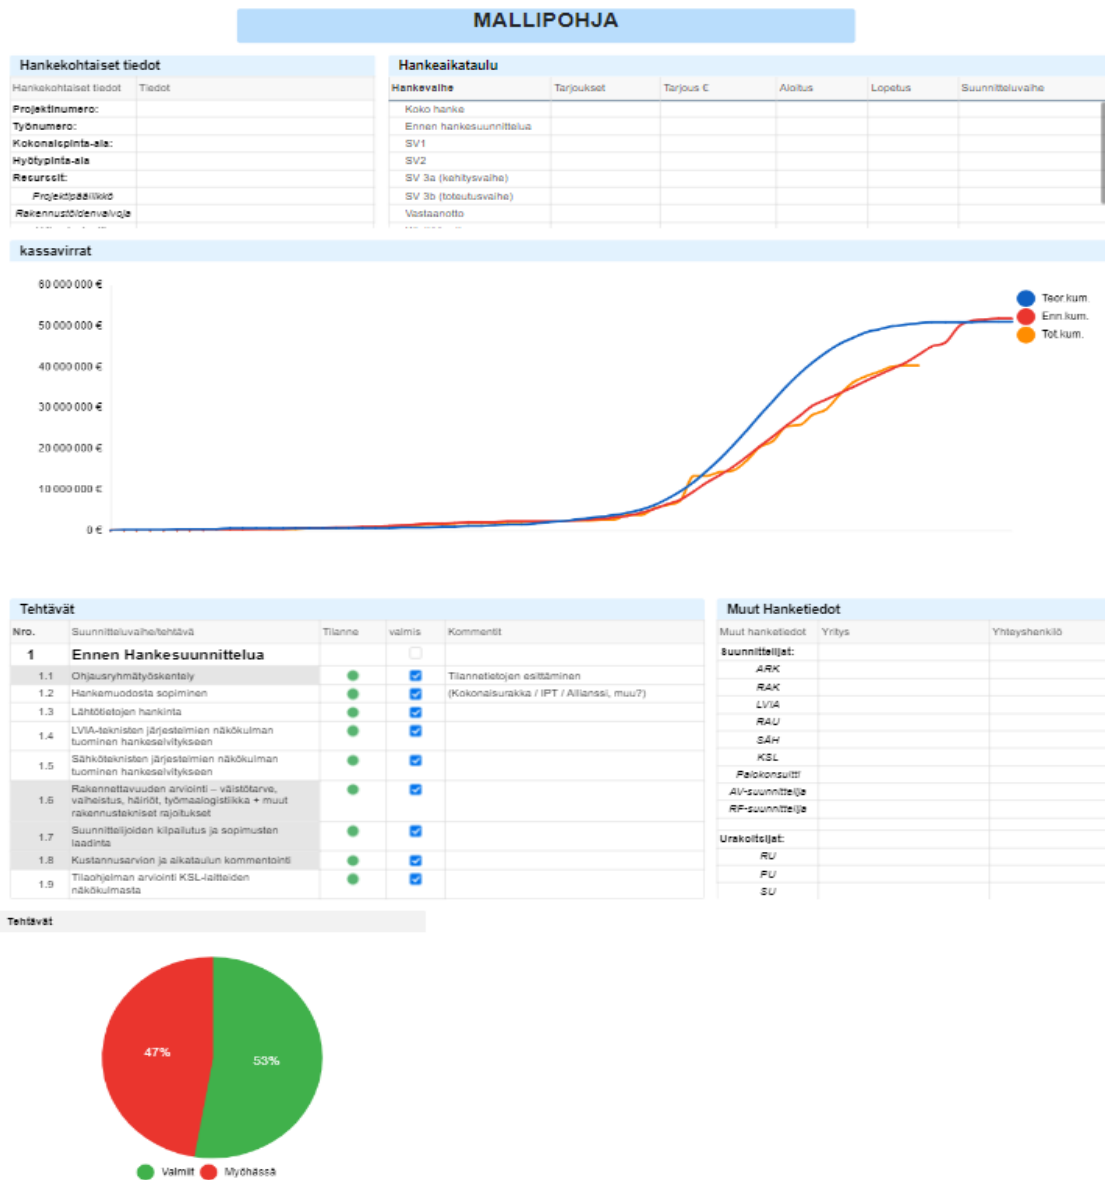 MALLIPOHJA
Hankekohtaiset tiedot
Hankekohtaiset tiedot Tiedot
Projektinumero:
Työnumero:
Kokonaispinta-ala:
Hyötypinta-ala
Resurssit:
Projektipäällikkö
Rakennustöidenvalvoja
Hankeaikataulu
Hankevaihe Tarjoukset Tarjous € Aloitus Lopetus Suunnitteluvaihe
Koko hanke
Ennen hankesuunnittelua
SV1
SV2
SV 3a (kehitysvaihe)
SV 3b (toteutusvaihe)
Vastaanotto
kassavirrat
60 000 000 €
50 000 000 €
40 000 000 €
30 000 000 €
20 000 000 €
10 000 000 €
0 €
Teor.kum.
Enn.kum.
Tot.kum.
Tehtävät
Nro. Suunnitteluvaihe/tehtävä Tilanne valmis Kommentit
1 Ennen Hankesuunnittelua
1.1 Ohjausryhmätyöskentely Tilannetietojen esittäminen
1.2 Hankemuodosta sopiminen (Kokonaisurakka / IPT / Allianssi, muu?)
1.3 Lähtötietojen hankinta
1.4 LVIA-teknisten järjestelmien näkökulman
tuominen hankeselvitykseen
1.5 Sähköteknisten järjestelmien näkökulman
tuominen hankeselvitykseen
1.6 Rakennettavuuden arviointi – väistötarve,
vaiheistus, häiriöt, työmaalogistiikka + muut
rakennustekniset rajoitukset
1.7 Suunnittelijoiden kilpailutus ja sopimusten
laadinta
1.8 Kustannusarvion ja aikataulun kommentointi
1.9 Tilaohjelman arviointi KSL-laitteiden
näkökulmasta
Muut Hanketiedot
Muut hanketiedot Yritys Yhteyshenkilö
Suunnittelijat:
ARK
RAK
LVIA
RAU
SÄH
KSL
Palokonsultti
AV-suunnittelija
RF-suunnittelija
Urakoitsijat:
RU
PU
SU
Tehtävät
47%
53%
Valmiit Myöhässä